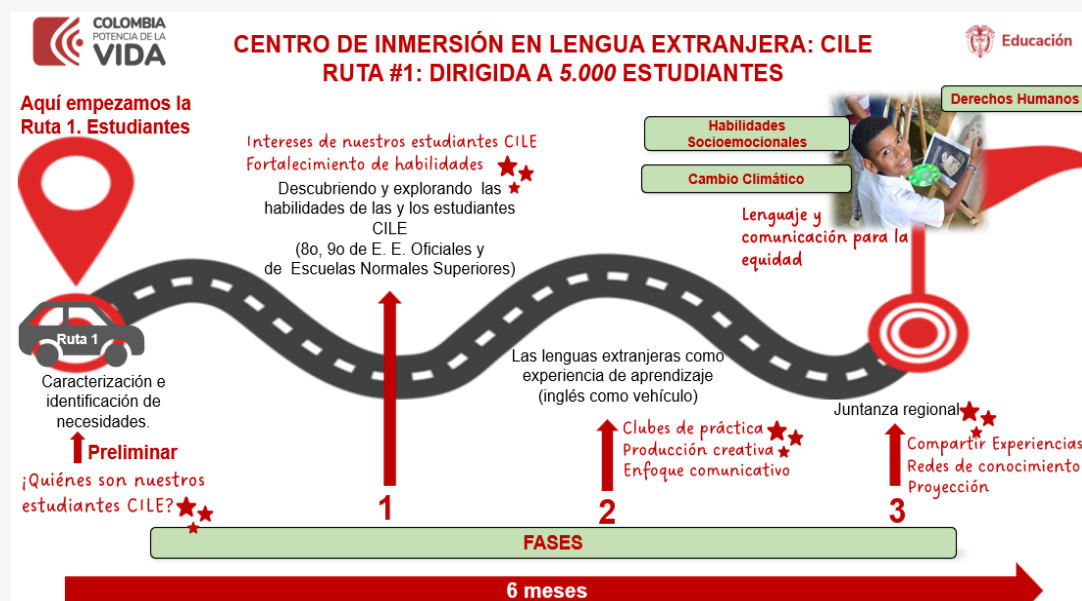 COLOMBIA
POTENCIA DE LA
VIDA
CENTRO DE INMERSIÓN EN LENGUA EXTRANJERA: CILE
RUTA #1: DIRIGIDA A 5.000 ESTUDIANTES
Educación
Aquí empezamos la
Ruta 1. Estudiantes
Intereses de nuestros estudiantes CILE
Fortalecimiento de habilidades
Descubriendo y explorando las
habilidades de las y los estudiantes
CILE
(8o, 9o de E. E. Oficiales y
de Escuelas Normales Superiores)
Derechos Humanos
Habilidades
Socioemocionales
Cambio Climático
Lenguaje y
comunicación para la
equidad
Ruta 1
Caracterización e
identificación de
necesidades.
Preliminar
¿Quiénes son nuestros
estudiantes CILE?
1
Las lenguas extranjeras como
experiencia de aprendizaje
(inglés como vehículo)
Clubes de práctica
Producción creativa
Enfoque comunicativo
2
Juntanza regional
Compartir Experiencias
Redes de conocimiento
Proyección
3
FASES
6 meses